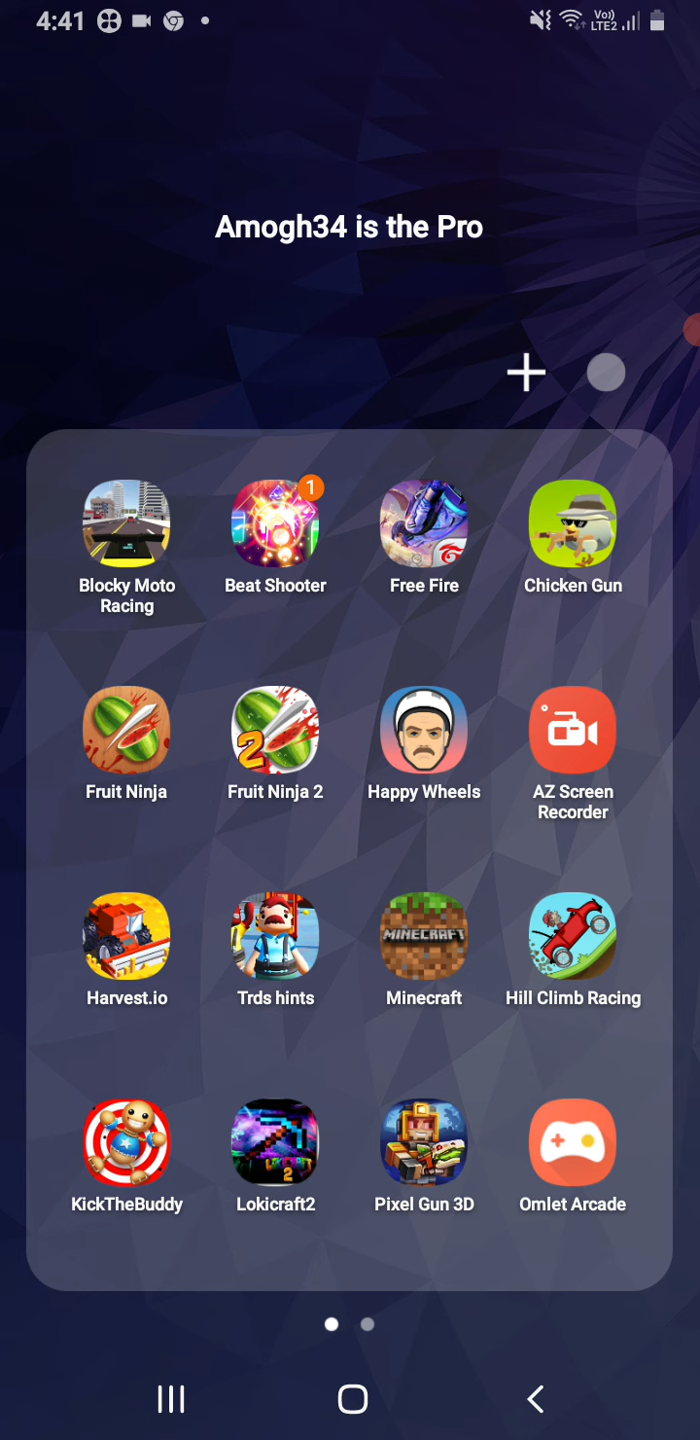 4:41
Vo))
LTE2
Amogh34 is the Pro
1
Blocky Moto
Racing
Beat Shooter
Free Fire
Chicken Gun
2
Fruit Ninja
Fruit Ninja 2
Happy Wheels
AZ Screen
Recorder
MINECRAFT
Harvest.io
Trds hints
Minecraft
Hill Climb Racing
2
KickTheBuddy
Lokicraft2
Pixel Gun 3D
Omlet Arcade